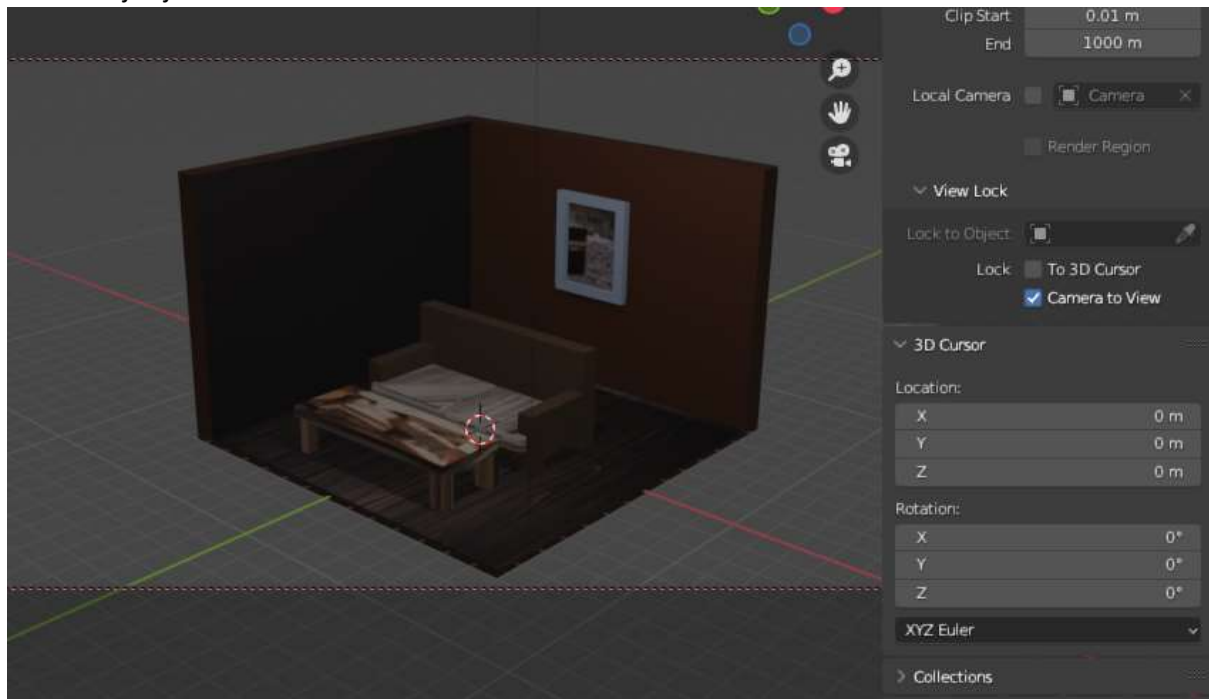 Clip Start 0.01 m
End 1000 m
Local Camera Camera
Render Region
View Lock
Lock to Object
Lock To 3D Cursor
Camera to View
3D Cursor
Location:
X 0 m
Y 0 m
Z 0 m
Rotation:
X 0°
Y 0°
Z 0°
XYZ Euler
Collections